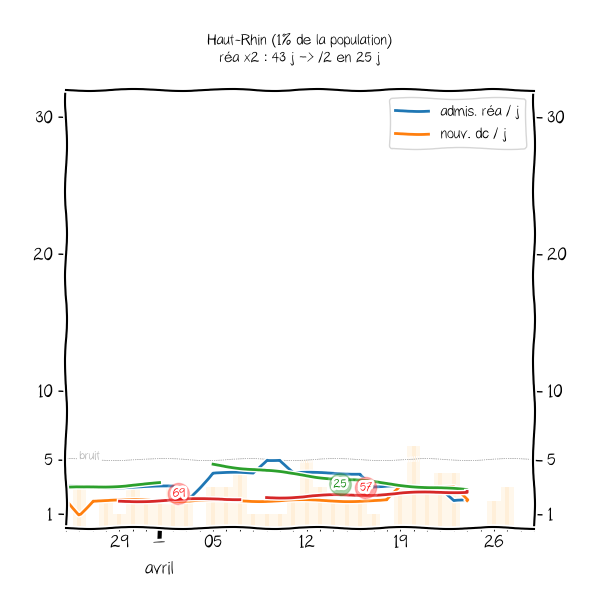 Haut-Rhin (1% de la population)
réa x2 : 43 j -> /2 en 25 j
admis. réa / j
nouv. dc / j
30 30
20 20
10 10
5 bruit 5
69 25 57
1 1
29 05 12 19 26
avril